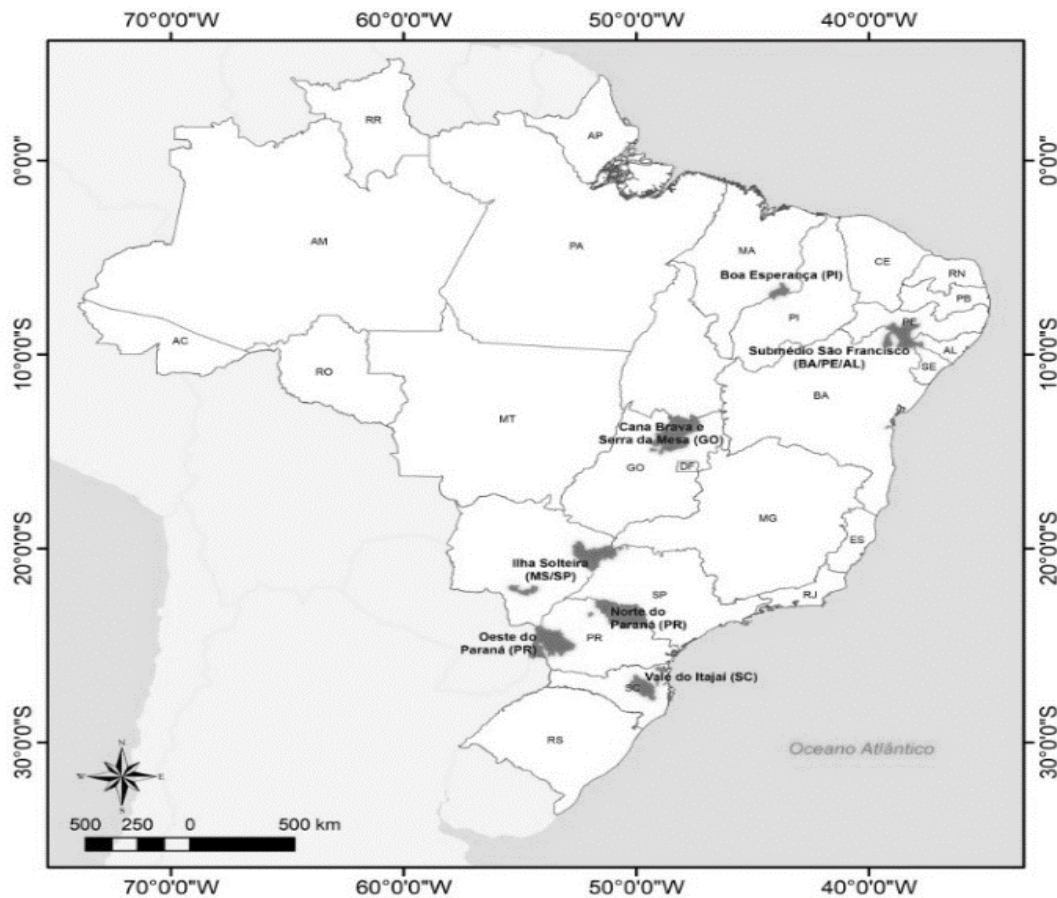 70°0'0"W 60°0'0"W 50°0'0"W 40°0'0"W
0°0'0"
10°0'0"S
20°0'0"S
30°0'0"S
0°0'0"
10°0'0"S
20°0'0"S
30°0'0"S
RR
AP
AM
PA
MA
CE
RN
Boa Esperança (PI)
PB
PI
PE
AC
Submédio São Francisco
(BA/PE/AL)
AL
SE
RO
BA
MT
Cana Brava e
Serra da Mesa (GO)
GO
DF
MG
ES
Ilha Solteira
(MS/SP)
SP
RJ
Norte do
Paraná (PR)
PR
Oeste do
Paraná (PR)
Vale do Itajaí (SC)
SC
RS
Oceano Atlântico
N
W E
S
500 250 0 500 km
70°0'0"W 60°0'0"W 50°0'0"W 40°0'0"W